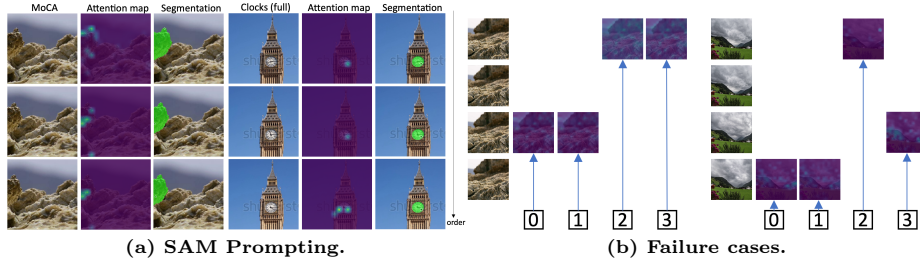 MoCA Attention map Segmentation Clocks (full) Attention map Segmentation
order
0 1 2 3
0 1 2 3
(a) SAM Prompting.
(b) Failure cases.